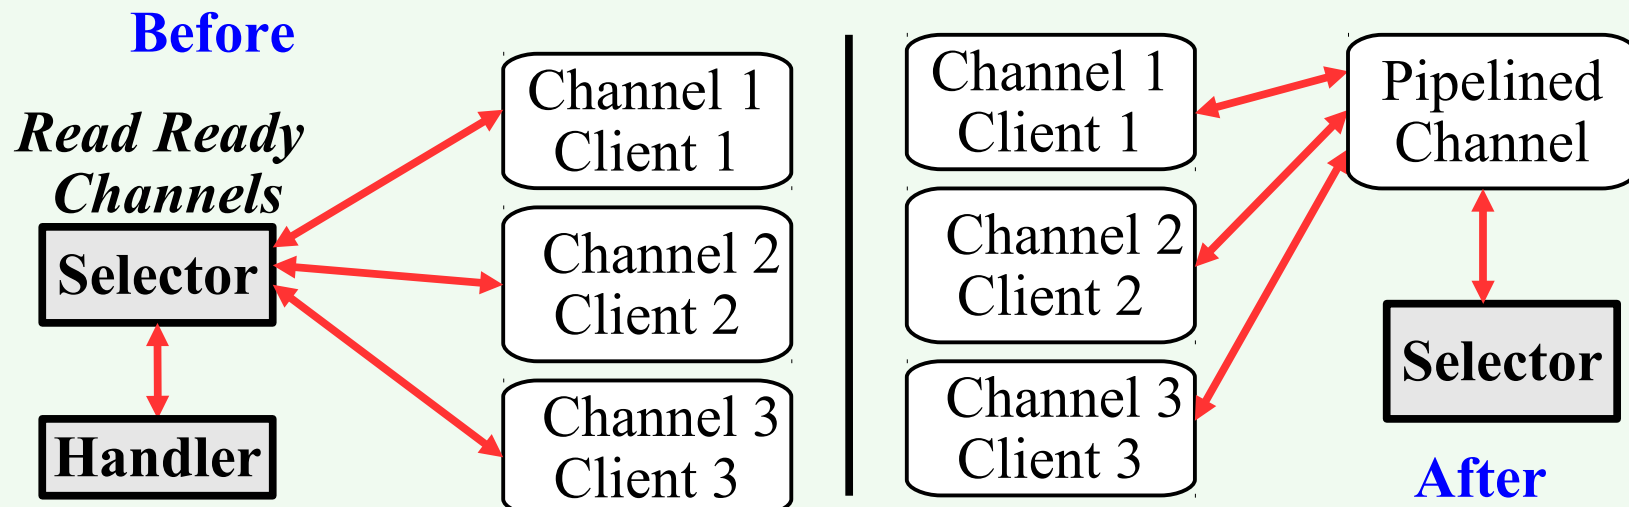 Before
Read Ready
Channels
Selector
Handler
Channel 1
Client 1
Channel 2
Client 2
Channel 3
Client 3
Channel 1
Client 1
Channel 2
Client 2
Channel 3
Client 3
Pipelined
Channel
Selector
After